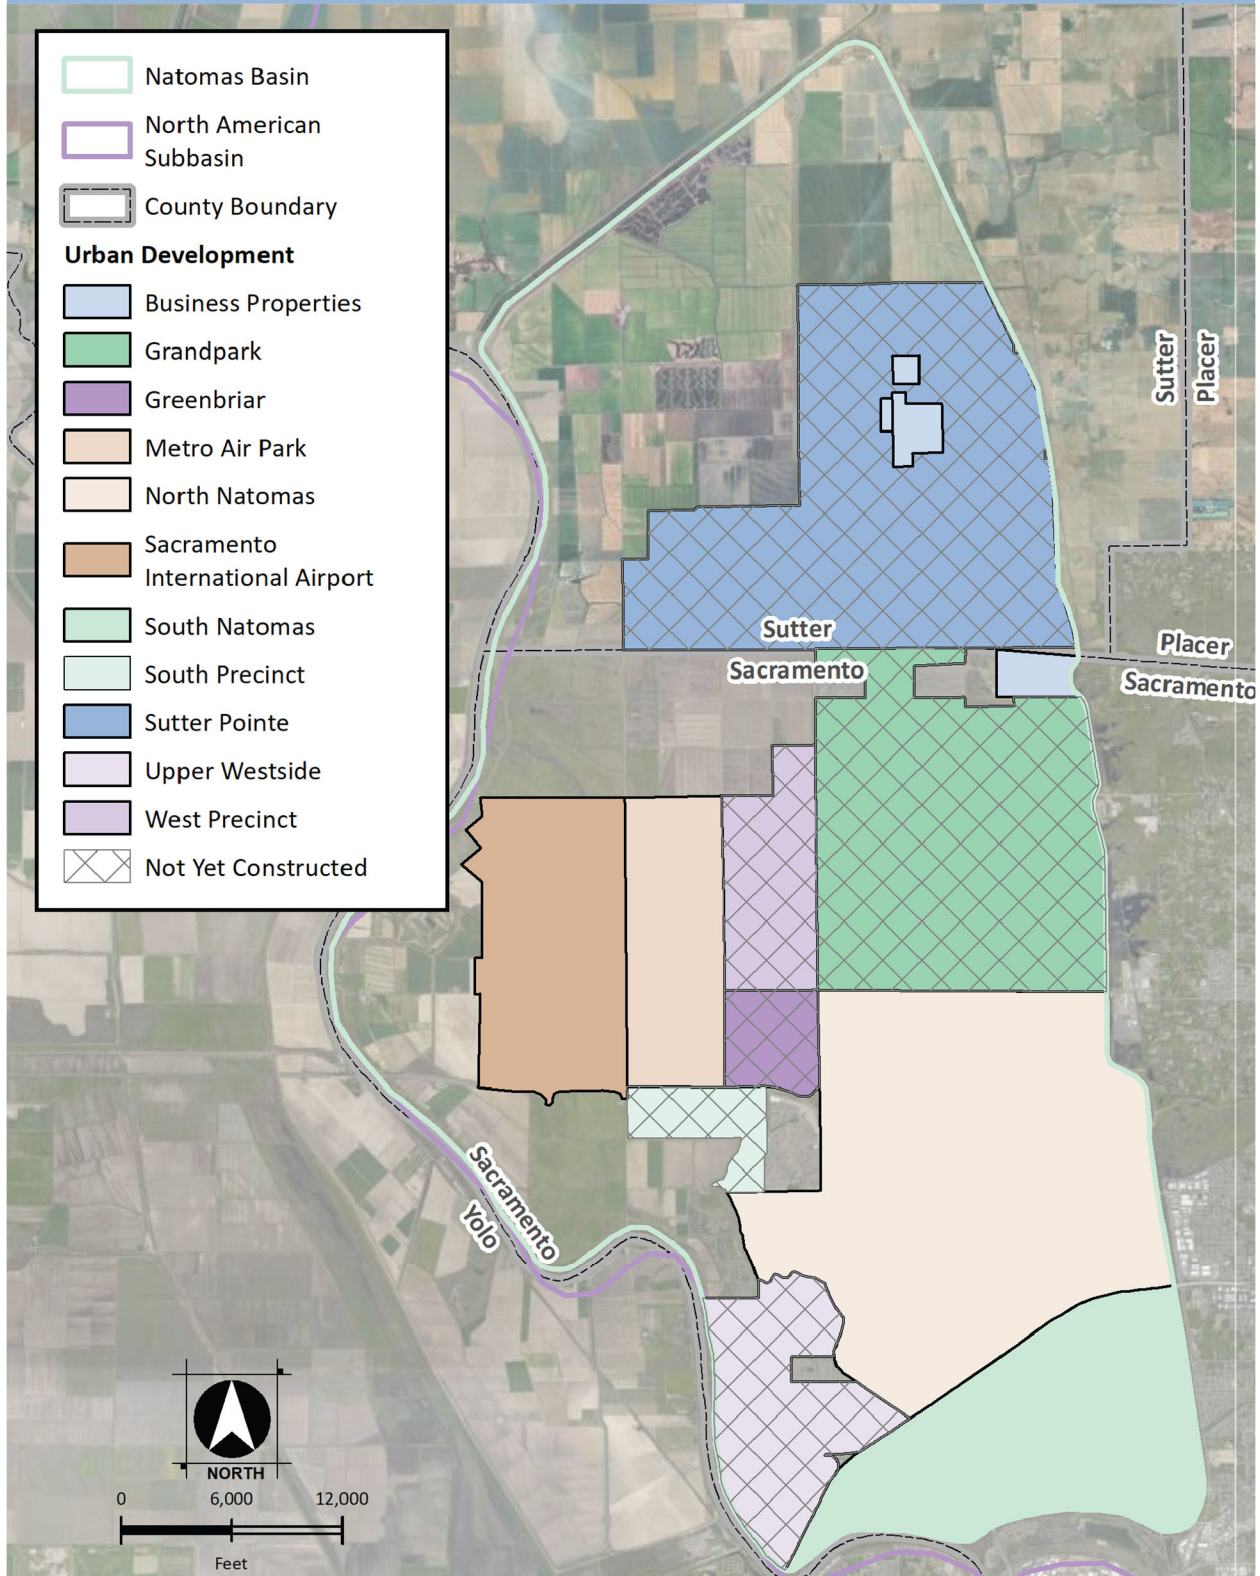 Natomas Basin
North American
Subbasin
County Boundary
Urban Development
Business Properties
Grandpark
Greenbriar
Metro Air Park
North Natomas
Sacramento
International Airport
South Natomas
South Precinct
Sutter Pointe
Upper Westside
West Precinct
Not Yet Constructed
Sutter
Placer
Sutter
Sacramento
Placer
Sacramento
Sacramento
Yolo
NORTH
0 6,000 12,000
Feet